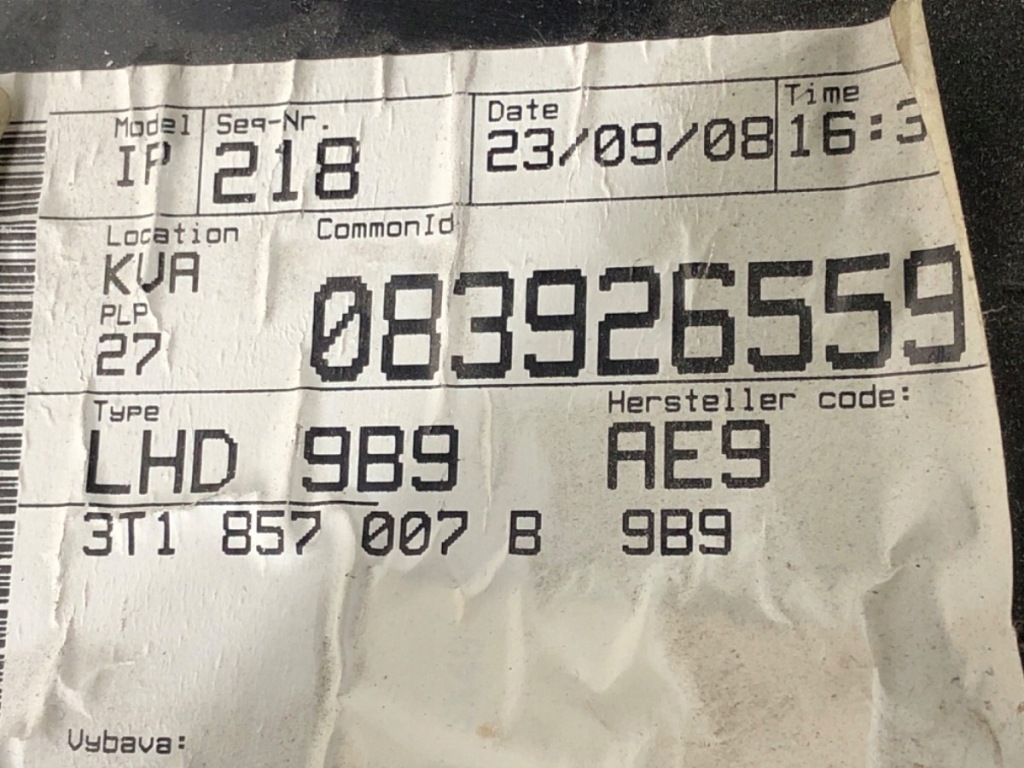 Model Seq-Nr. Date Time
IP 218 23/09/08 16:3
Location CommonId
KVA
083926559
PLP
27
Type Hersteller code:
LHD 9B9 AE9
3T1 857 007 B 9B9
Vybava: